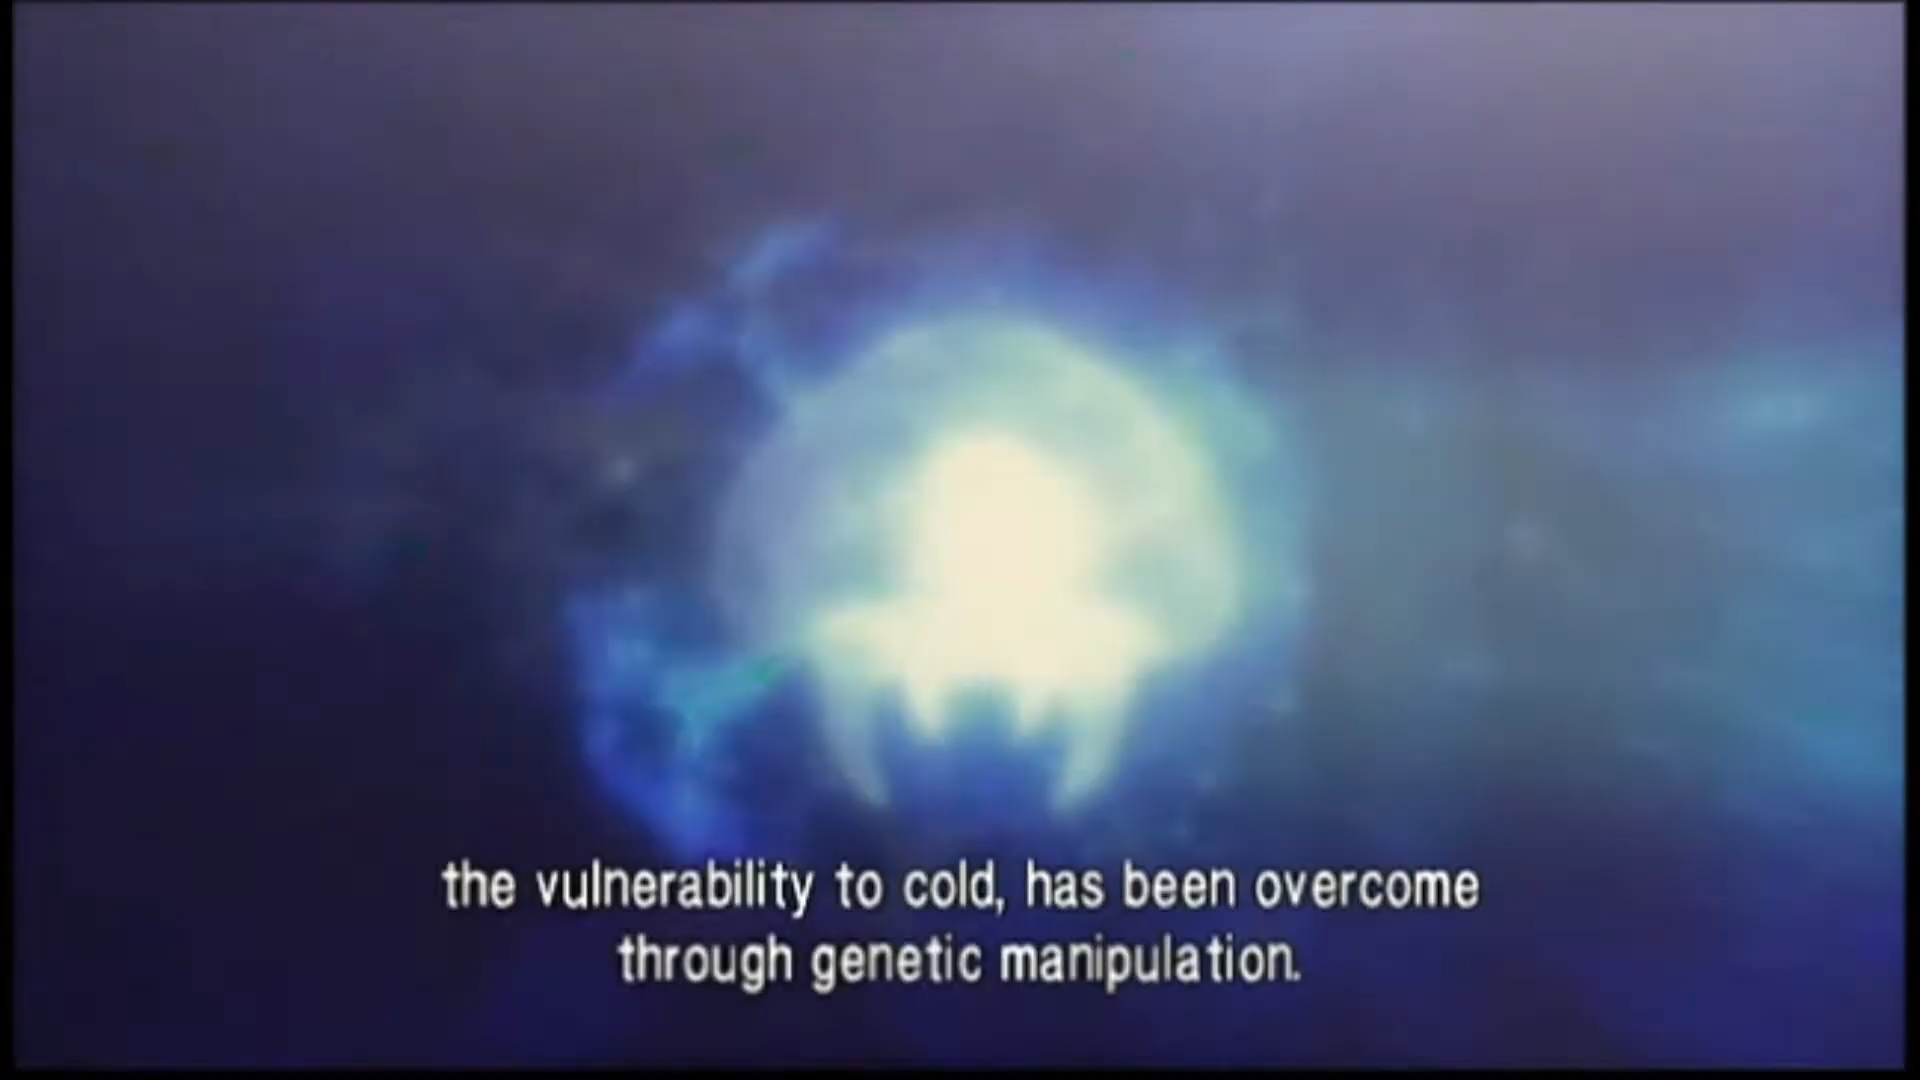 the vulnerability to cold, has been overcome
through genetic manipulation.